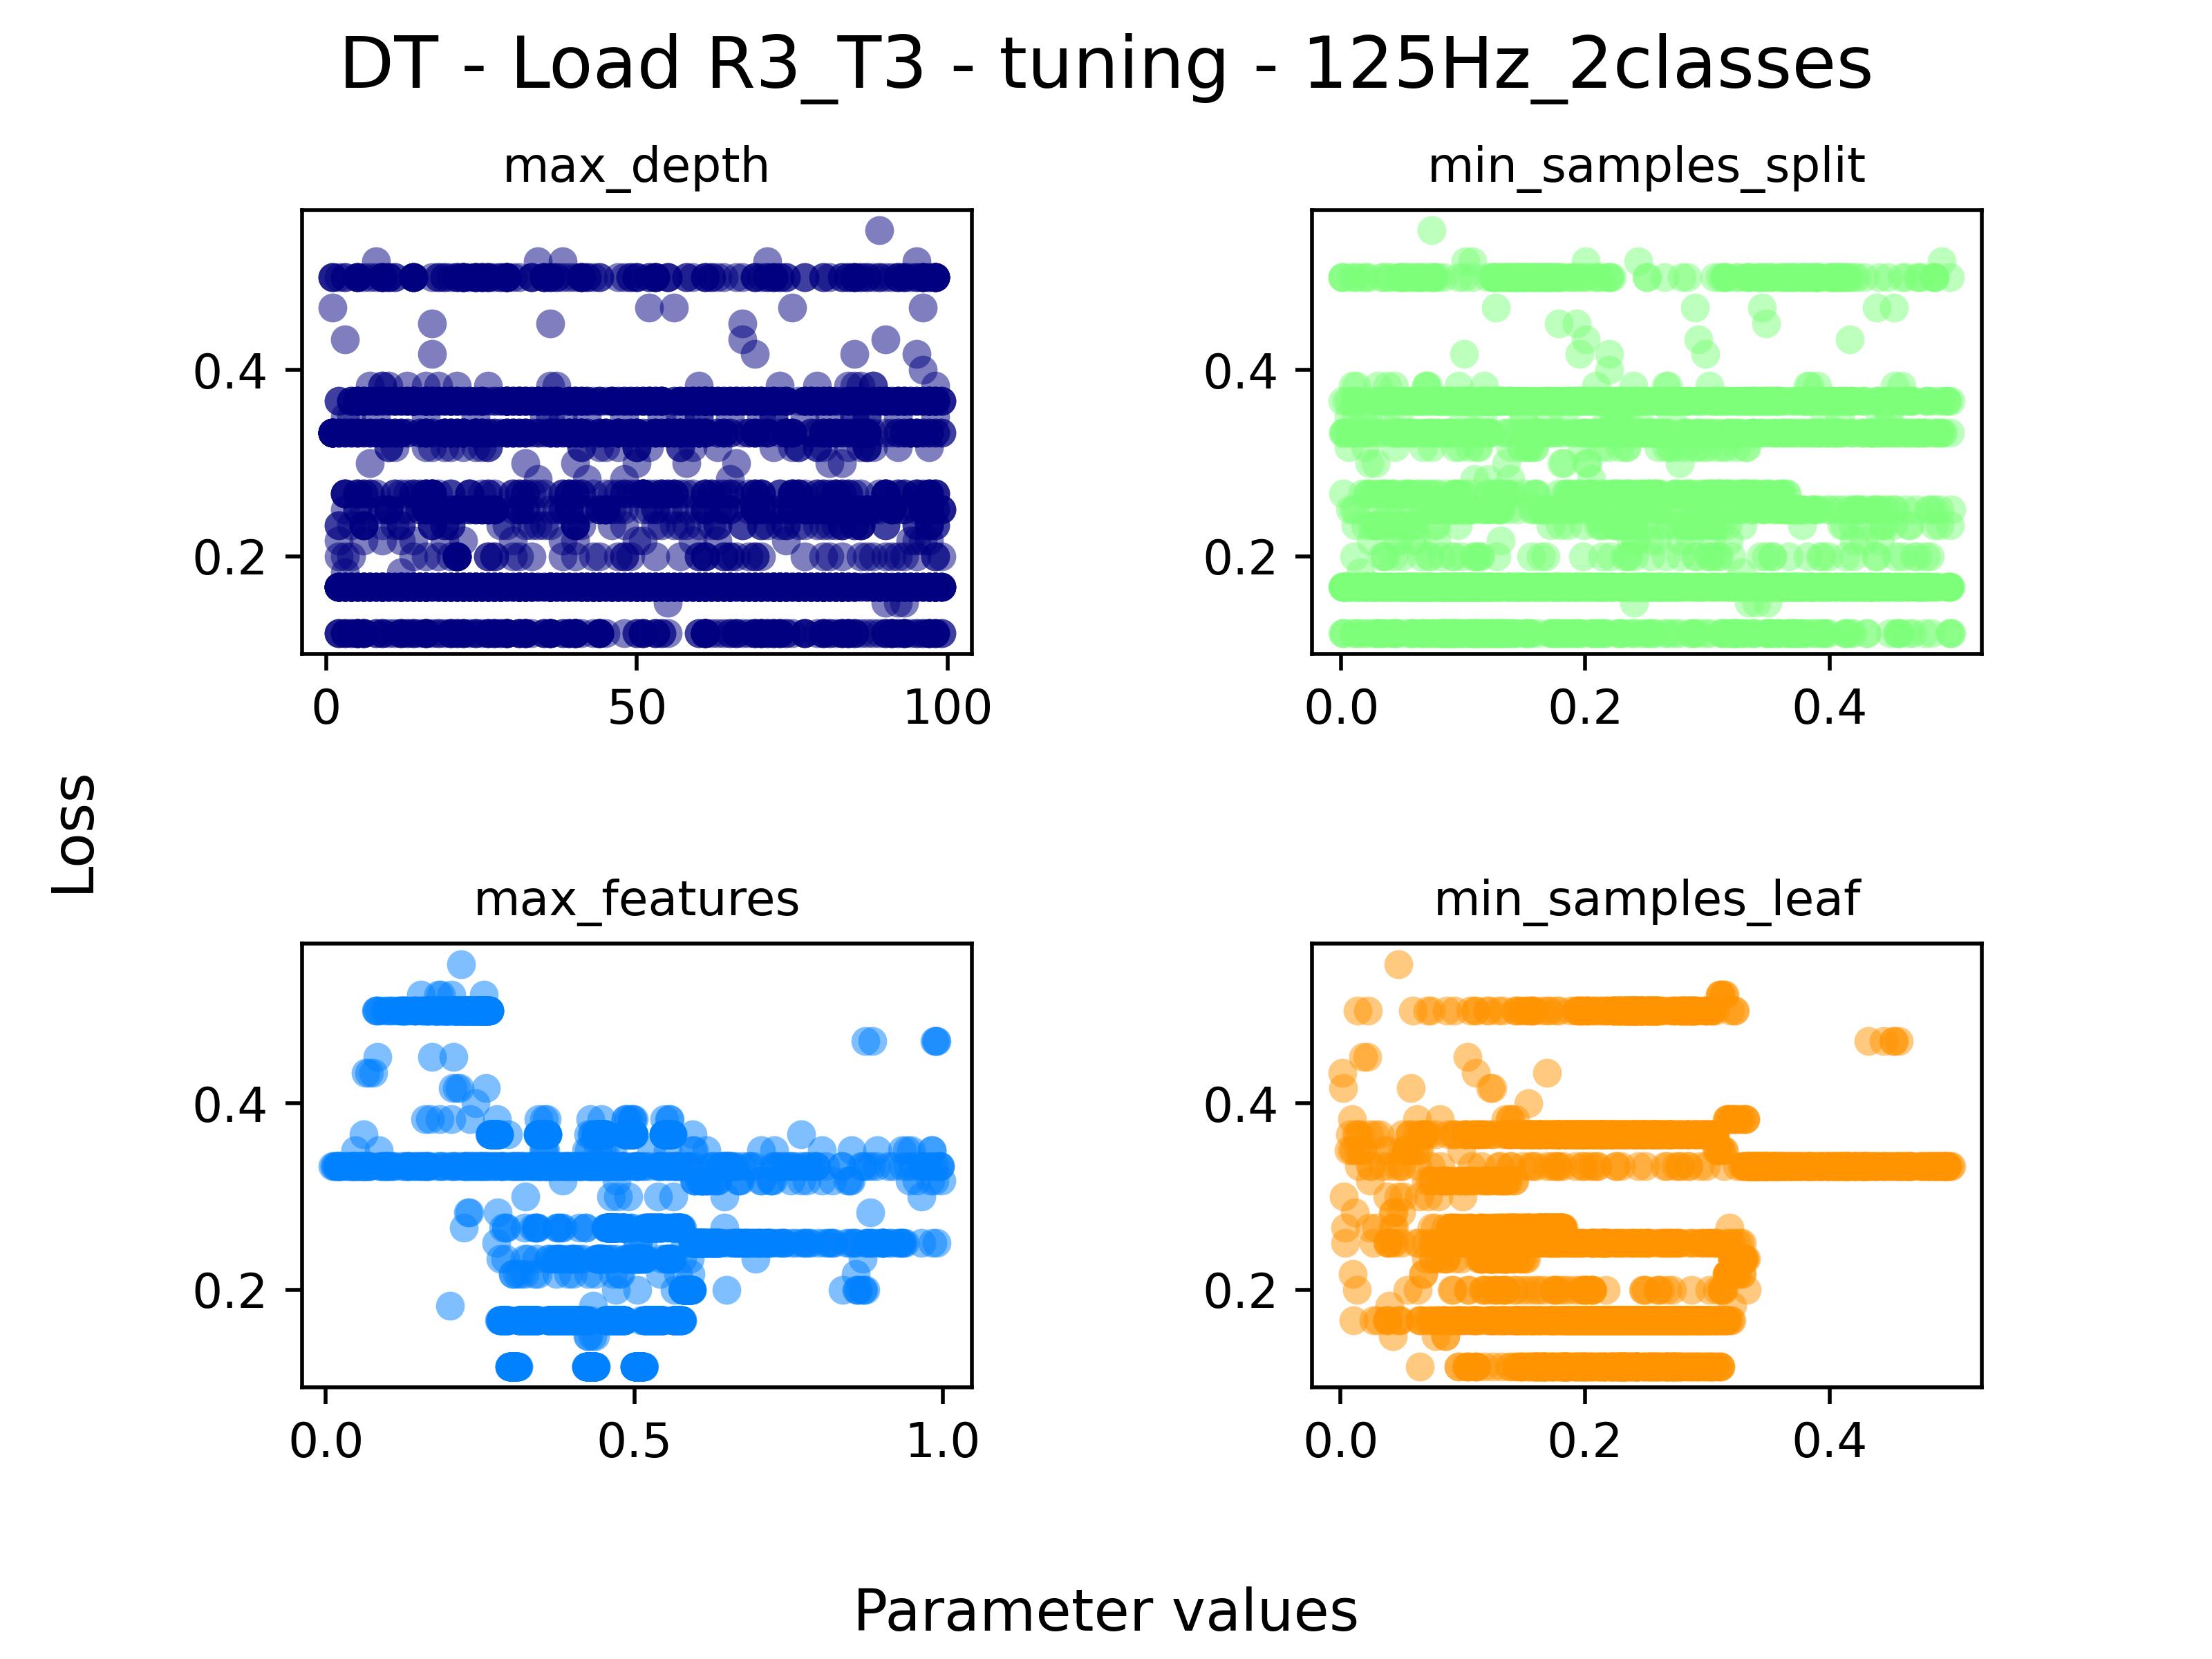 DT - Load R3_T3 - tuning - 125Hz_2classes
max_depth
min_samples_split
0.4
0.2
0 50 100
0.4
0.2
0.0 0.2 0.4
Loss
max_features
min_samples_leaf
0.4
0.2
0.0 0.5 1.0
0.4
0.2
0.0 0.2 0.4
Parameter values